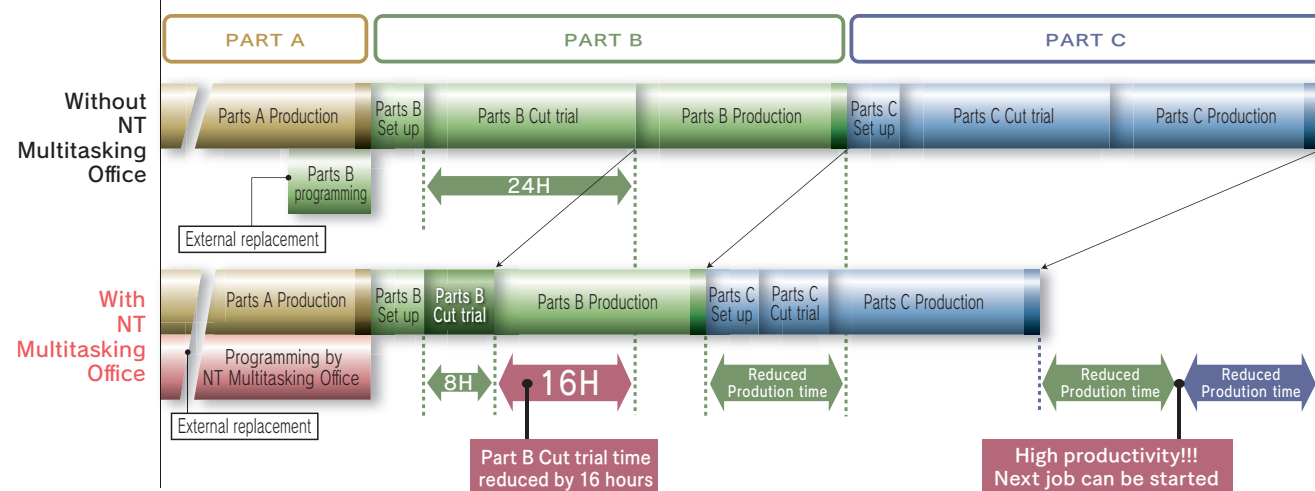 PART A
PART B
PART C
Without
NT
Multitasking
Office
Parts A Production
Parts B
Set up
Parts B Cut trial
Parts B Production
Parts C
Set up
Parts C Cut trial
Parts C Production
Parts B
programming
24H
External replacement
With
NT
Multitasking
Office
Parts A Production
Parts B
Set up
Parts B
Cut trial
Parts B Production
Parts C
Set up
Parts C
Cut trial
Parts C Production
Programming by
NT Multitasking Office
8H
16H
Reduced
Prodution time
Reduced
Prodution time
Reduced
Prodution time
External replacement
Part B Cut trial time
reduced by 16 hours
High productivity!!!
Next job can be started